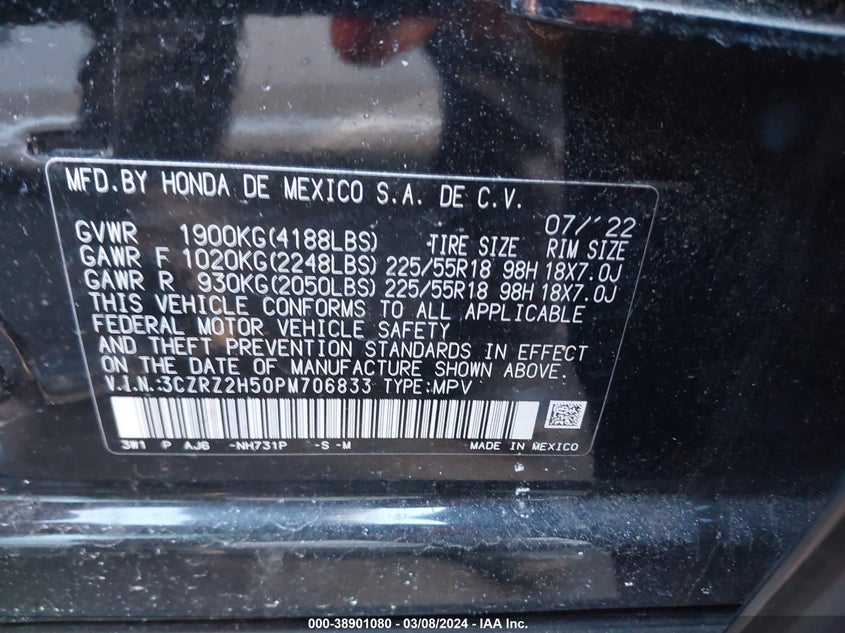 MFD.BY HONDA DE MEXICO S.A. DE C.V.
07/'22
GVWR 1900KG(4188LBS) TIRE SIZE RIM SIZE
GAWR F 1020KG(2248LBS) 225/55R18 98H 18X7.0J
GAWR R 930KG(2050LBS) 225/55R18 98H 18X7.0J
THIS VEHICLE CONFORMS TO ALL APPLICABLE
FEDERAL MOTOR VEHICLE SAFETY
AND THEFT PREVENTION STANDARDS IN EFFECT
ON THE DATE OF MANUFACTURE SHOWN ABOVE.
V.I.N.:3CZRZ2H50PM706833 TYPE:MPV
3W1 P AJ6 -NH731P -S -M MADE IN MEXICO
000-38901080 - 03/08/2024 - IAA Inc.